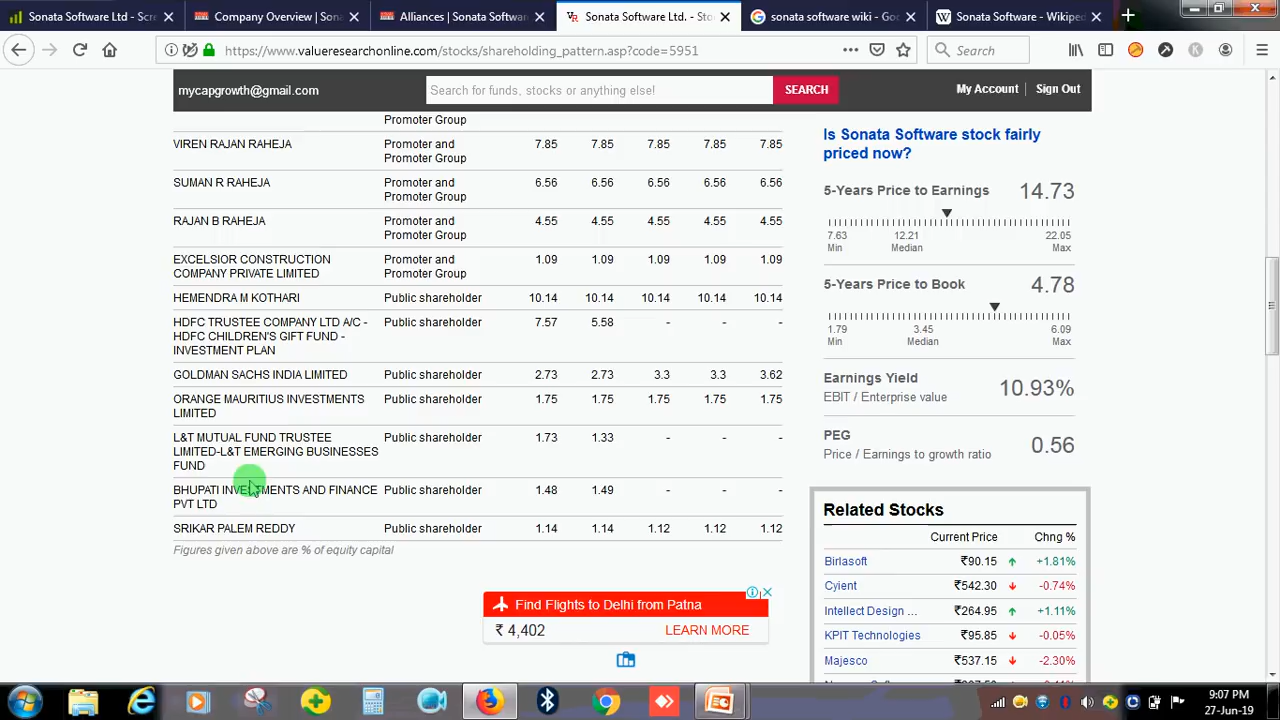 Sonata Software Ltd - Scre
Company Overview | Sona
Alliances | Sonata Software
Sonata Software Ltd. - Sto
sonata software wiki - Goo
Sonata Software - Wikiped
https://www.valueresearchonline.com/stocks/shareholding_pattern.asp?code=5951
Search
mycapgrowth@gmail.com
Search for funds, stocks or anything else!
SEARCH
My Account
Sign Out
Promoter Group
VIREN RAJAN RAHEJA Promoter and Promoter Group 7.85 7.85 7.85 7.85 7.85
SUMAN R RAHEJA Promoter and Promoter Group 6.56 6.56 6.56 6.56 6.56
RAJAN B RAHEJA Promoter and Promoter Group 4.55 4.55 4.55 4.55 4.55
EXCELSIOR CONSTRUCTION COMPANY PRIVATE LIMITED Promoter and Promoter Group 1.09 1.09 1.09 1.09 1.09
HEMENDRA M KOTHARI Public shareholder 10.14 10.14 10.14 10.14 10.14
HDFC TRUSTEE COMPANY LTD A/C - HDFC CHILDREN'S GIFT FUND - INVESTMENT PLAN Public shareholder 7.57 5.58 - - -
GOLDMAN SACHS INDIA LIMITED Public shareholder 2.73 2.73 3.3 3.3 3.62
ORANGE MAURITIUS INVESTMENTS LIMITED Public shareholder 1.75 1.75 1.75 1.75 1.75
L&T MUTUAL FUND TRUSTEE LIMITED-L&T EMERGING BUSINESSES FUND Public shareholder 1.73 1.33 - - -
BHUPATI INVESTMENTS AND FINANCE PVT LTD Public shareholder 1.48 1.49 - - -
SRIKAR PALEM REDDY Public shareholder 1.14 1.14 1.12 1.12 1.12
Figures given above are % of equity capital
Find Flights to Delhi from Patna
₹ 4,402 LEARN MORE
Is Sonata Software stock fairly
priced now?
5-Years Price to Earnings 14.73
7.63 12.21 22.05
Min Median Max
5-Years Price to Book 4.78
1.79 3.45 6.09
Min Median Max
Earnings Yield
EBIT / Enterprise value
10.93%
PEG
Price / Earnings to growth ratio
0.56
Related Stocks
Current Price Chng %
Birlasoft ₹90.15 +1.81%
Cyient ₹542.30 -0.74%
Intellect Design ... ₹264.95 +1.11%
KPIT Technologies ₹95.85 -0.05%
Majesco ₹537.15 -2.30%
9:07 PM
27-Jun-19